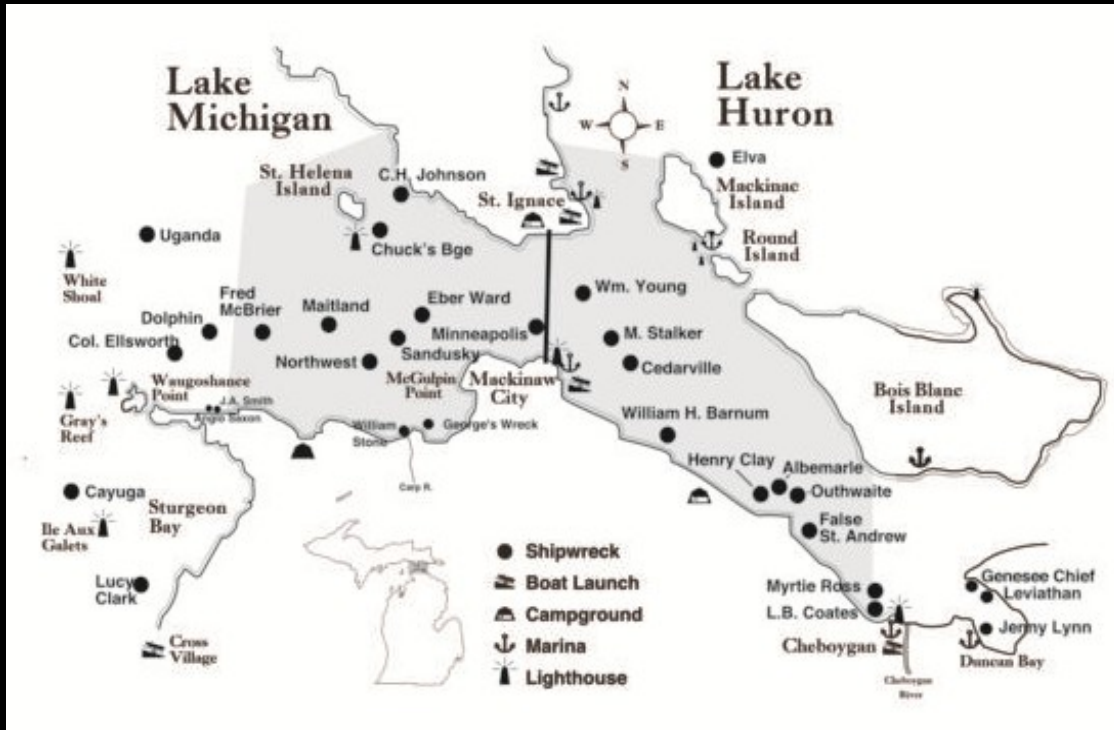 Lake
Michigan
Lake
Huron
N
W
E
S
St. Helena
Island
C.H. Johnson
St. Ignace
Elva
Mackinac
Island
Uganda
Chuck's Bge
Round
Island
White
Shoal
Fred
McBrier
Maitland
Eber Ward
Wm. Young
Dolphin
Col. Ellsworth
Minneapolis
M. Stalker
Northwest
Sandusky
Cedarville
Waugoshance
Point
McGulpin
Point
Mackinaw
City
Bois Blanc
Island
J.A. Smith
Anglo Saxon
Gray's
Reef
William
Stone
George's Wreck
William H. Barnum
Henry Clay
Albemarle
Outhwaite
Carp R.
Cayuga
Sturgeon
Bay
Ile Aux
Galets
False
St. Andrew
Lucy
Clark
Shipwreck
Boat Launch
Campground
Marina
Lighthouse
Myrtie Ross
L.B. Coates
Genesee Chief
Leviathan
Jenny Lynn
Cross
Village
Cheboygan
Duncan Bay
Cheboygan
River